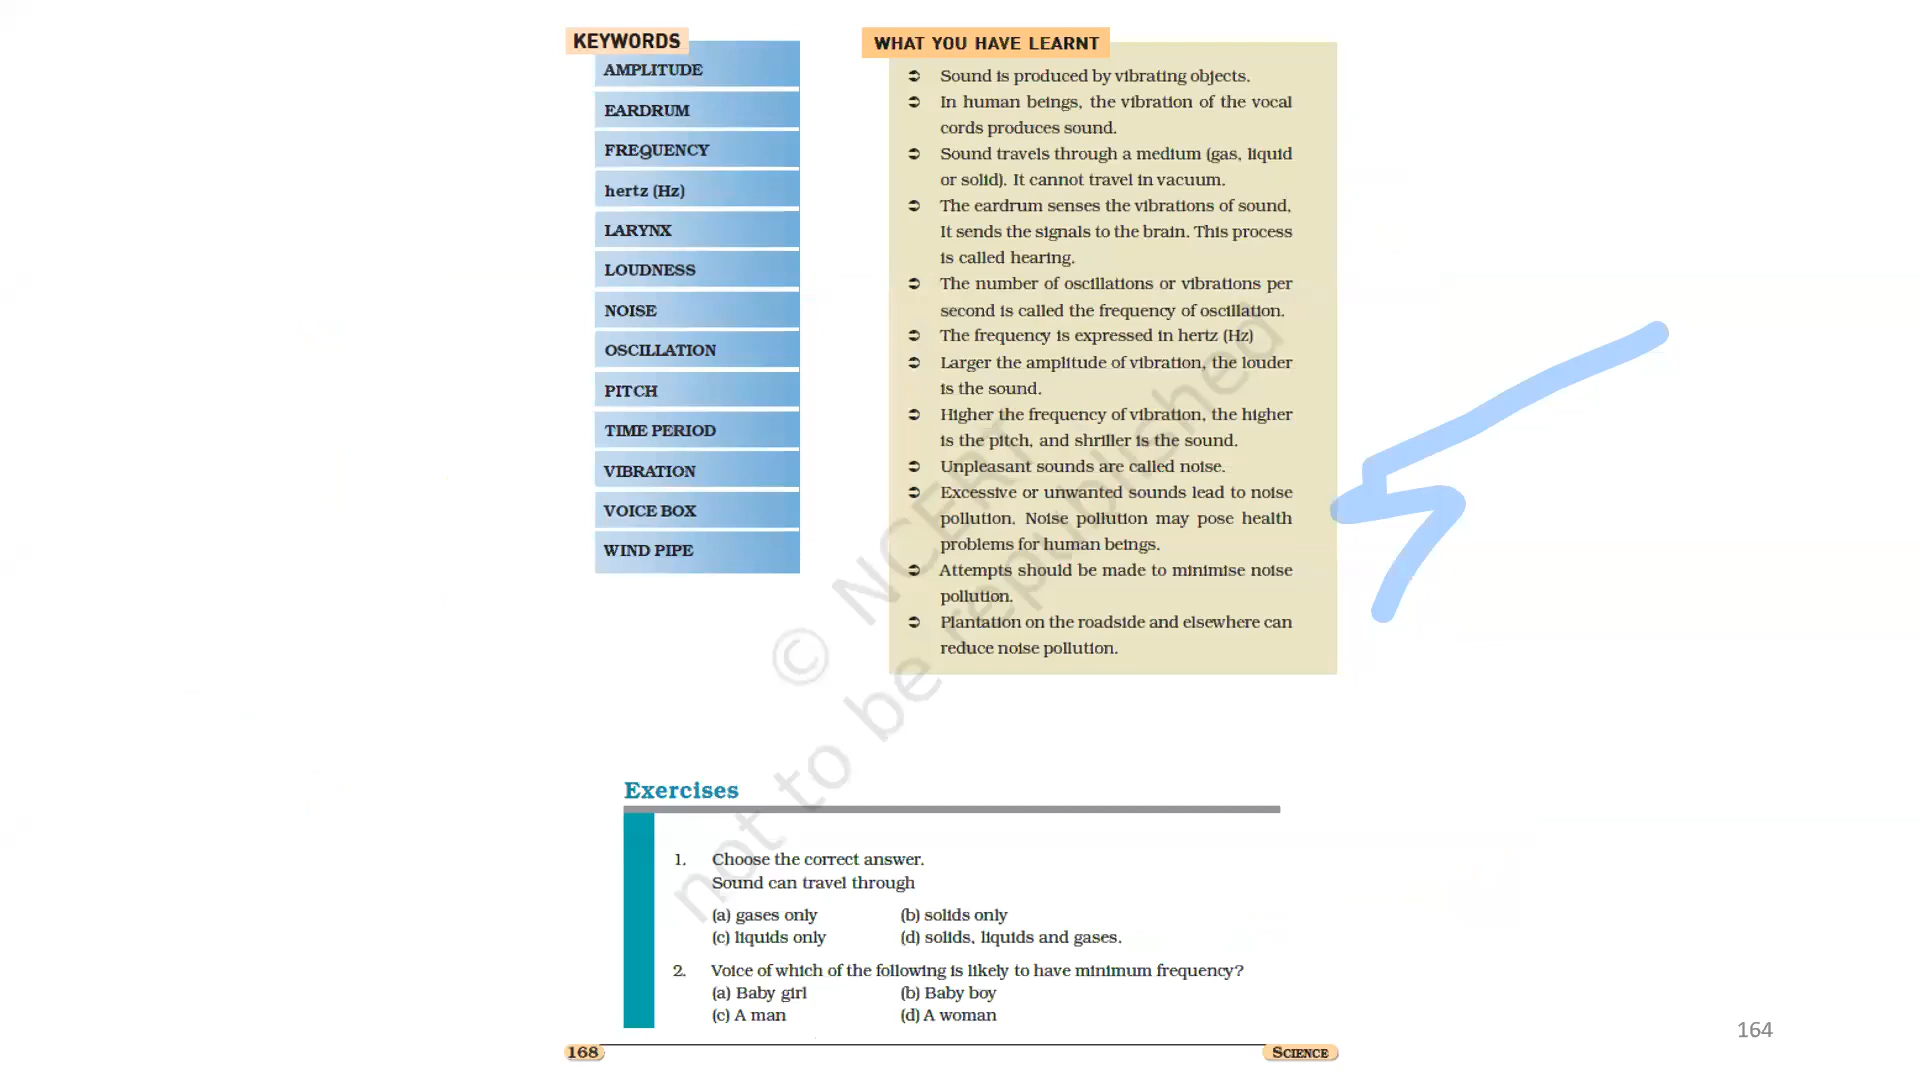 KEYWORDS
AMPLITUDE
EARDRUM
FREQUENCY
hertz (Hz)
LARYNX
LOUDNESS
NOISE
OSCILLATION
PITCH
TIME PERIOD
VIBRATION
VOICE BOX
WIND PIPE
WHAT YOU HAVE LEARNT
➲ Sound is produced by vibrating objects.
➲ In human beings, the vibration of the vocal
cords produces sound.
➲ Sound travels through a medium (gas, liquid
or solid). It cannot travel in vacuum.
➲ The eardrum senses the vibrations of sound,
It sends the signals to the brain. This process
is called hearing.
➲ The number of oscillations or vibrations per
second is called the frequency of oscillation.
➲ The frequency is expressed in hertz (Hz)
➲ Larger the amplitude of vibration, the louder
is the sound.
➲ Higher the frequency of vibration, the higher
is the pitch, and shriller is the sound.
➲ Unpleasant sounds are called noise.
➲ Excessive or unwanted sounds lead to noise
pollution. Noise pollution may pose health
problems for human beings.
➲ Attempts should be made to minimise noise
pollution.
➲ Plantation on the roadside and elsewhere can
reduce noise pollution.
© NCERT
not to be republished
Exercises
1. Choose the correct answer.
Sound can travel through
(a) gases only (b) solids only
(c) liquids only (d) solids, liquids and gases.
2. Voice of which of the following is likely to have minimum frequency?
(a) Baby girl (b) Baby boy
(c) A man (d) A woman
168 SCIENCE
164